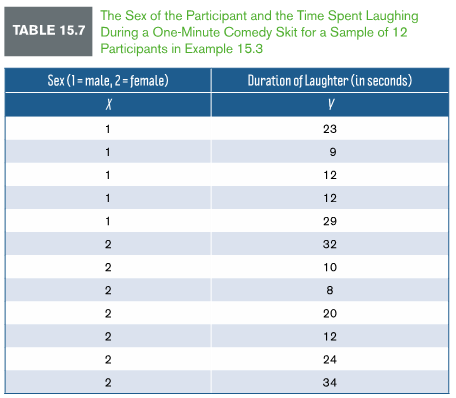 TABLE 15.7
The Sex of the Participant and the Time Spent Laughing
During a One-Minute Comedy Skit for a Sample of 12
Participants in Example 15.3
Sex (1 = male, 2 = female) Duration of Laughter (in seconds)
X Y
1 23
1 9
1 12
1 12
1 29
2 32
2 10
2 8
2 20
2 12
2 24
2 34